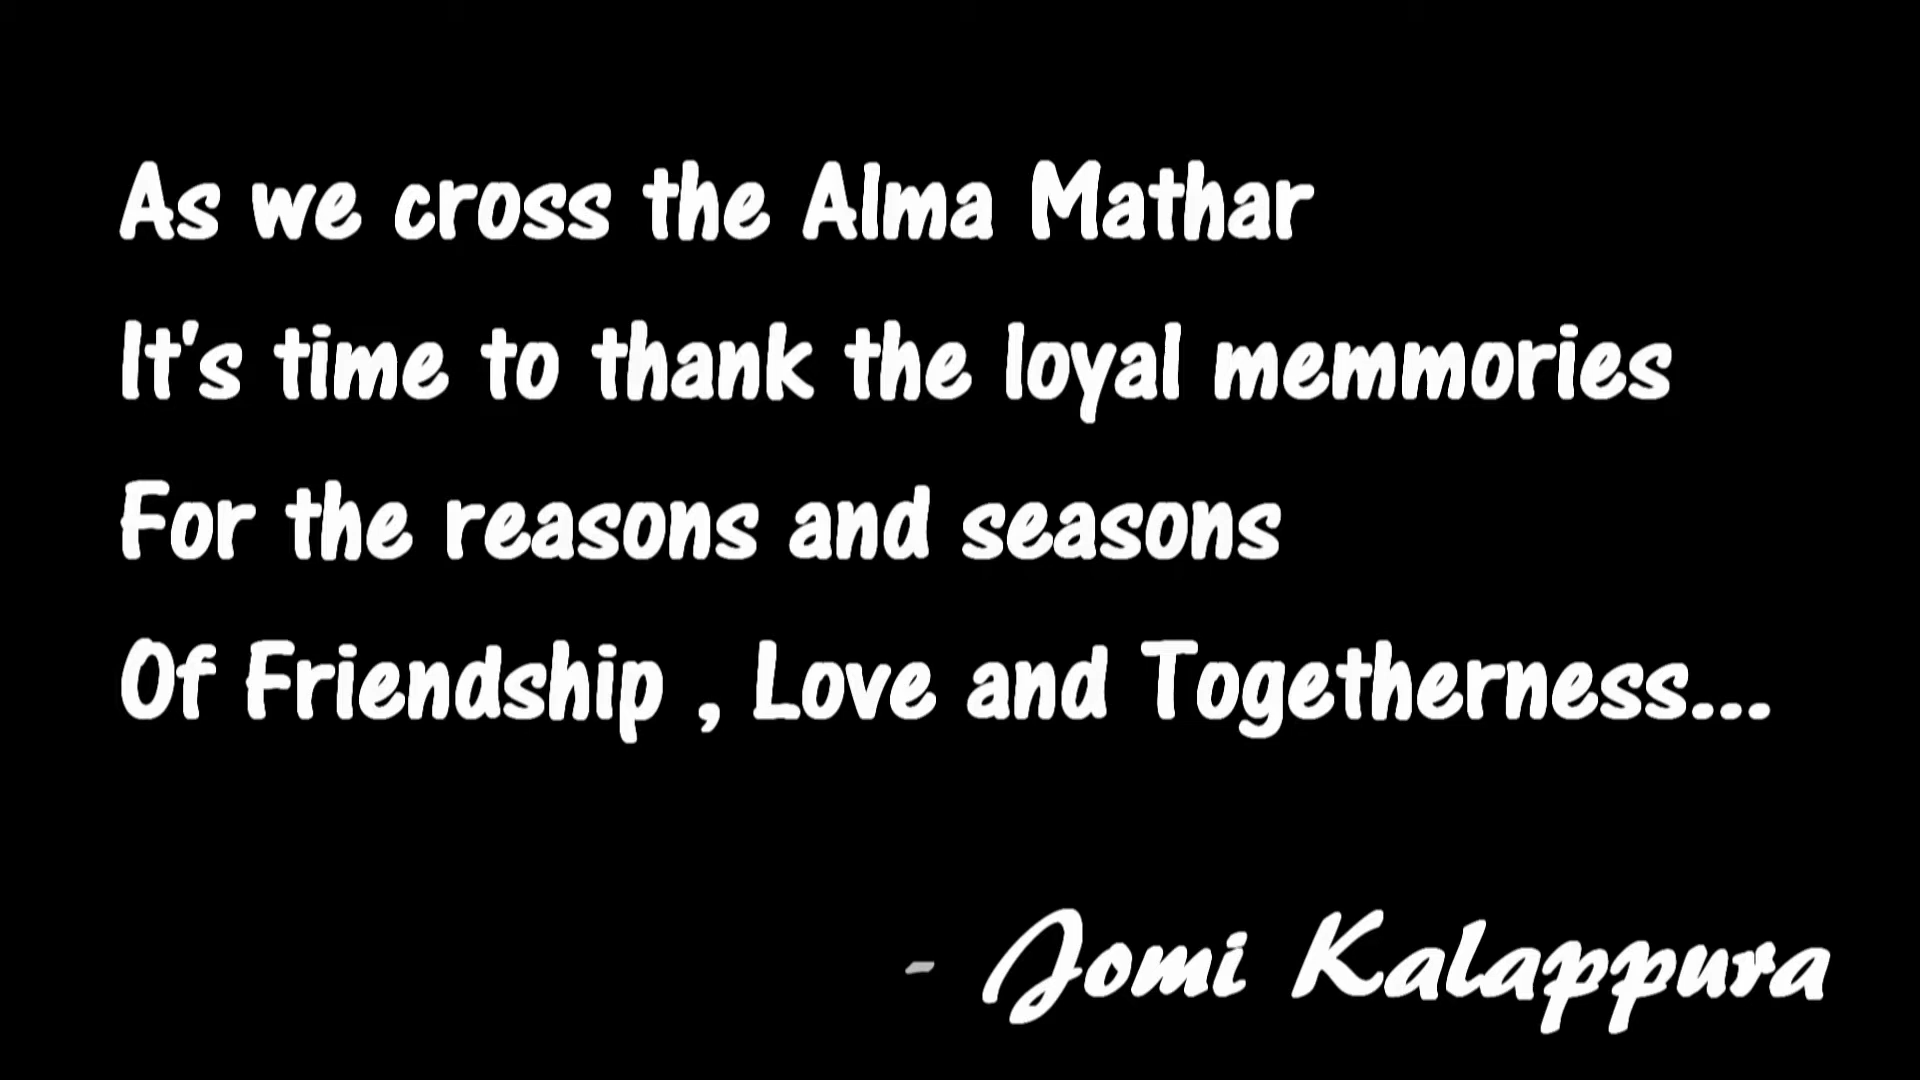 As we cross the Alma Mathar
It's time to thank the loyal memmories
For the reasons and seasons
Of Friendship , Love and Togetherness...
- Jomi Kalappura